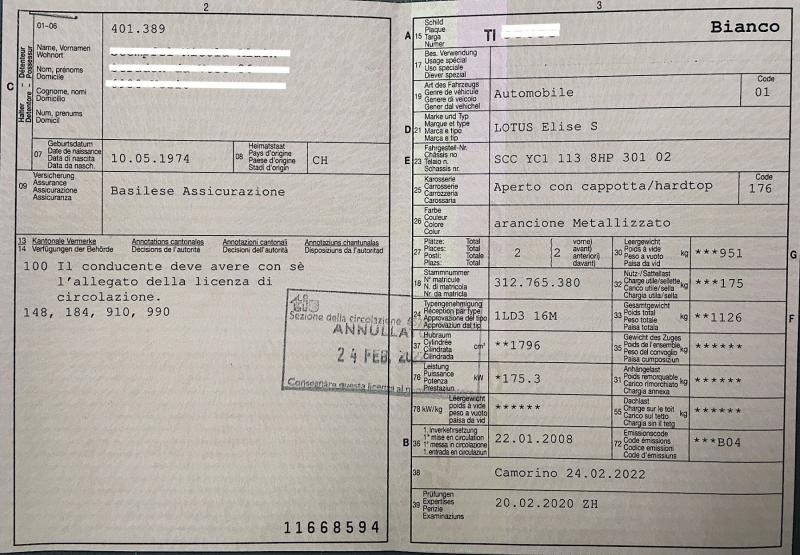 2
01-06
401.389
Name, Vornamen
Wohnort
Nom, prénoms
Domicile
Cognome, nomi
Domicilio
Num, prenums
Domicil
C
Halter – Détenteur
Detentore – Possessur
07
Geburtsdatum
Date de naissance
Data di nascita
Data da nasch.
10.05.1974
08
Heimatstaat
Pays d'origine
Paese d'origine
Stadi d'origin
CH
09
Versicherung
Assurance
Assicurazione
Assicuranza
Basilese Assicurazione
13 Kantonale Vermerke Annotations cantonales Annotazioni cantonali Annotaziuns chantunalas
14 Verfügungen der Behörde Décisions de l'autorité Decisioni dell'autorità Disposiziuns da l'autoritad
100 Il conducente deve avere con sè
l'allegato della licenza di
circolazione.
148, 184, 910, 990
Sezione della circolazione
ANNULLA
24 FEB.
Consegnare questa licenza al
11668594
3
A 15
Schild
Plaque
Targa
Numer
TI
Bianco
17
Bes. Verwendung
Usage spécial
Uso speciale
Diever spezial
19
Art des Fahrzeugs
Genre de véhicule
Genere di veicolo
Gener dal vehichel
Automobile
Code
01
D 21
Marke und Typ
Marque et type
Marca e tipo
Marca e tip
LOTUS Elise S
E 23
Fahrgestell-Nr.
Châssis no
Telaio n.
Schassis nr.
SCC YC1 113 8HP 301 02
25
Karosserie
Carrosserie
Carrozzeria
Carossaria
Aperto con cappotta/hardtop
Code
176
26
Farbe
Couleur
Colore
Colur
arancione Metallizzato
27
Plätze: Total
Places: Total
Posti: Totale
Plazs: Total
2
(2
vorne)
avant)
anteriori)
davant)
30
Leergewicht
Poids à vide
Peso a vuoto
Paisa da vid
kg
***951
G
18
Stammnummer
N° matricule
N. di matricola
Nr. da matricla
312.765.380
32
Nutz-/Sattellast
Charge utile/sellette
Carico utile/sella
Chargia utila/sella
kg
***175
24
Typengenehmigung
Réception par type
Approvazione del tipo
Approvaziun dal tip
1LD3 16M
33
Gesamtgewicht
Poids total
Peso totale
Paisa totala
kg
**1126
F
37
Hubraum
Cylindrée
Cilindrata
Cilindrada
cm³
**1796
35
Gewicht des Zuges
Poids de l'ensemble
Peso del convoglio
Paisa cumposiziun
kg
******
76
Leistung
Puissance
Potenza
Prestaziun
kW
*175.3
31
Anhängelast
Poids remorquable
Carico rimorchiato
Chargia annexa
kg
******
78 kW/kg
Leergewicht
poids à vide
peso a vuoto
paisa da vid
******
55
Dachlast
Charge sur le toit
Carico sul tetto
Chargia sin il tetg
kg
******
B 36
1. Inverkehrsetzung
1re mise en circulation
1a messa in circolazione
1. entrada en circulaziun
22.01.2008
72
Emissionscode
Code émissions
Codice emissioni
Code d'emissiuns
***B04
38
Camorino 24.02.2022
39
Prüfungen
Expertises
Perizie
Examinaziuns
20.02.2020 ZH